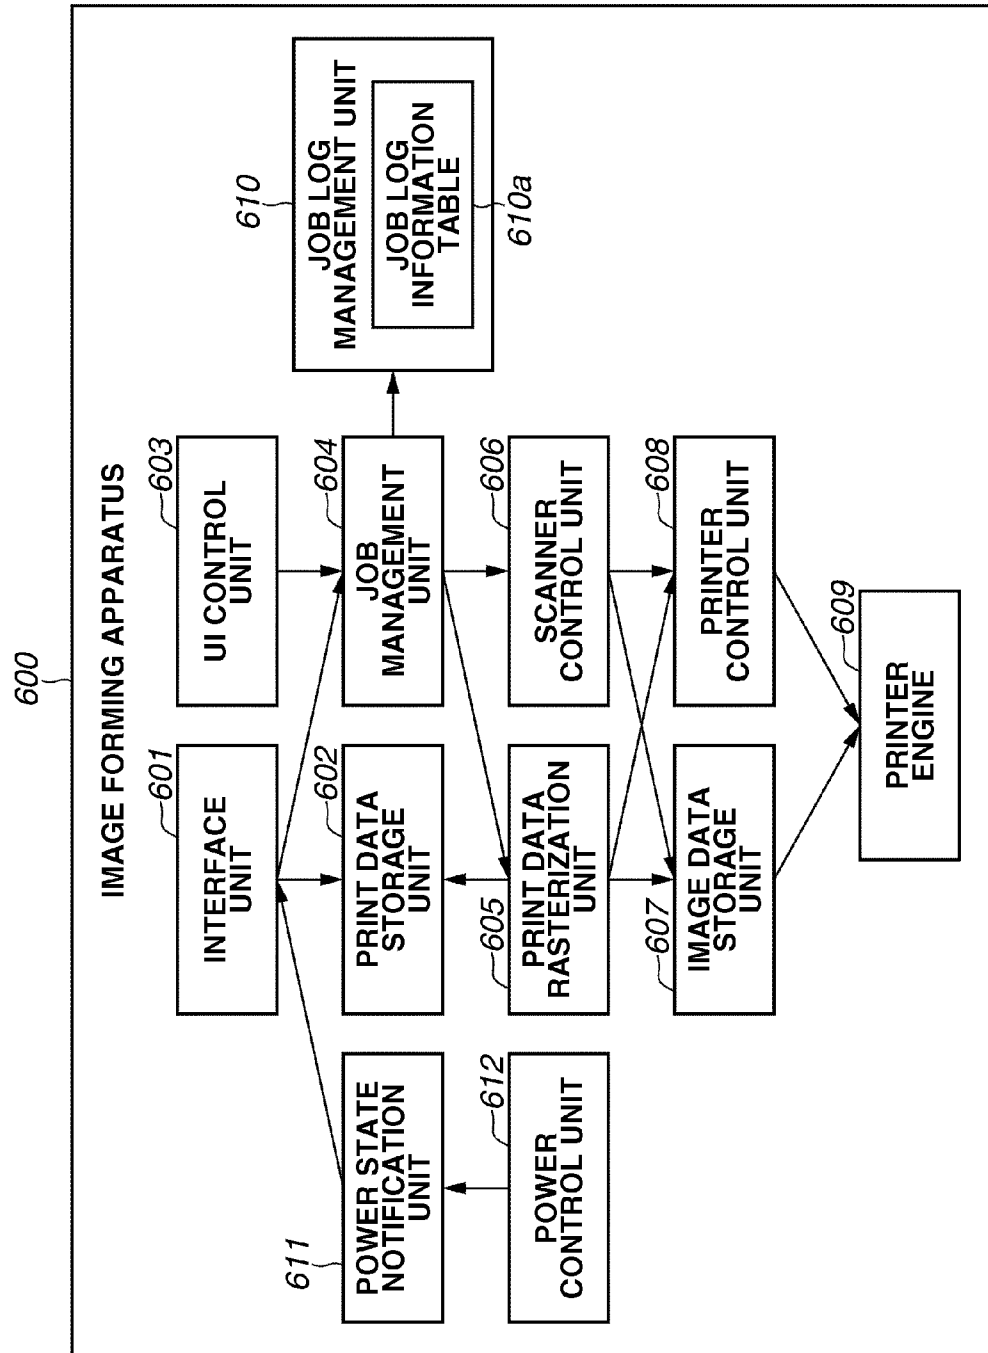 600
IMAGE FORMING APPARATUS
601
INTERFACE
UNIT
603
UI CONTROL
UNIT
611
POWER STATE
NOTIFICATION
UNIT
602
PRINT DATA
STORAGE
UNIT
604
JOB
MANAGEMENT
UNIT
610
JOB LOG
MANAGEMENT UNIT
JOB LOG
INFORMATION
TABLE
610a
612
POWER
CONTROL UNIT
605
PRINT DATA
RASTERIZATION
UNIT
606
SCANNER
CONTROL UNIT
607
IMAGE DATA
STORAGE
UNIT
608
PRINTER
CONTROL UNIT
609
PRINTER
ENGINE